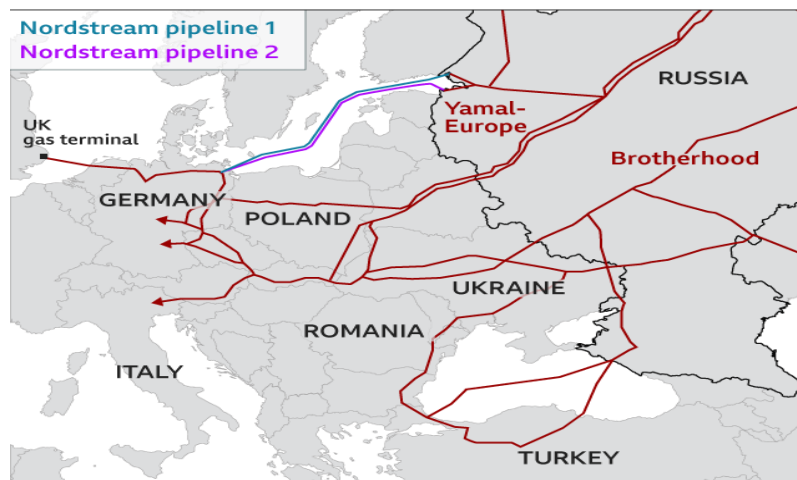 Nordstream pipeline 1
Nordstream pipeline 2
RUSSIA
Yamal-
Europe
UK
gas terminal
Brotherhood
GERMANY
POLAND
UKRAINE
ROMANIA
ITALY
TURKEY